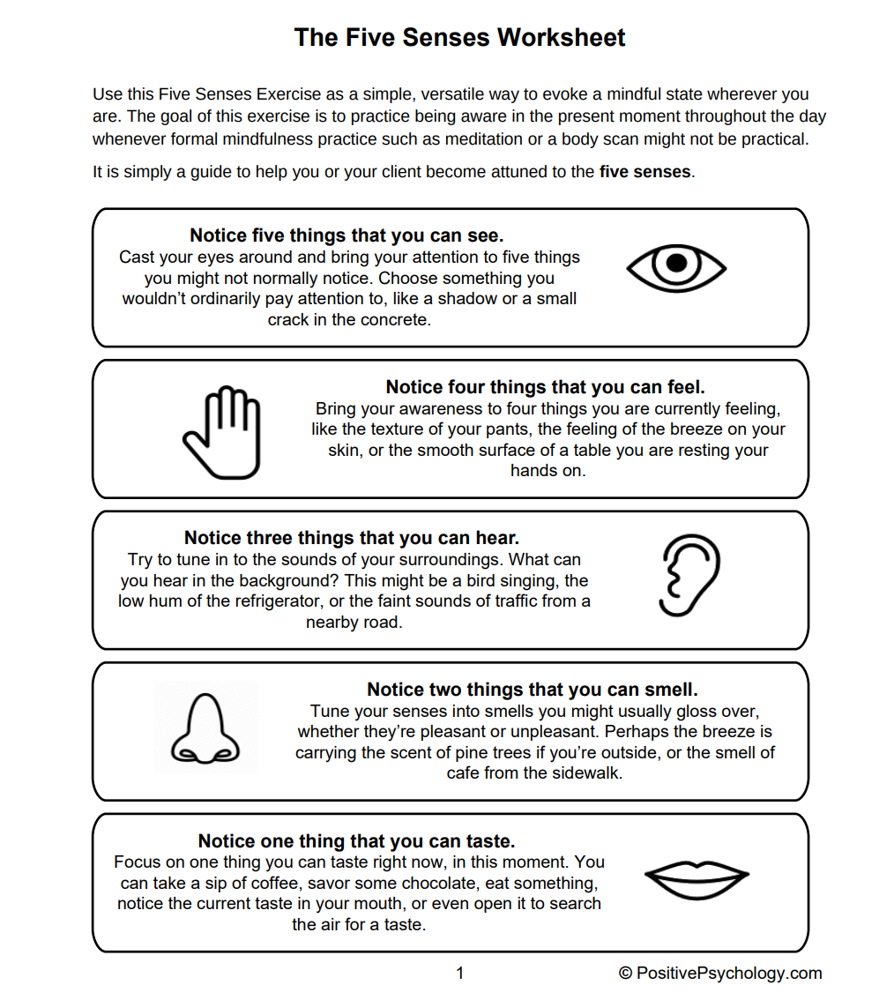 The Five Senses Worksheet
Use this Five Senses Exercise as a simple, versatile way to evoke a mindful state wherever you
are. The goal of this exercise is to practice being aware in the present moment throughout the day
whenever formal mindfulness practice such as meditation or a body scan might not be practical.
It is simply a guide to help you or your client become attuned to the five senses.
Notice five things that you can see.
Cast your eyes around and bring your attention to five things
you might not normally notice. Choose something you
wouldn’t ordinarily pay attention to, like a shadow or a small
crack in the concrete.
Notice four things that you can feel.
Bring your awareness to four things you are currently feeling,
like the texture of your pants, the feeling of the breeze on your
skin, or the smooth surface of a table you are resting your
hands on.
Notice three things that you can hear.
Try to tune in to the sounds of your surroundings. What can
you hear in the background? This might be a bird singing, the
low hum of the refrigerator, or the faint sounds of traffic from a
nearby road.
Notice two things that you can smell.
Tune your senses into smells you might usually gloss over,
whether they’re pleasant or unpleasant. Perhaps the breeze is
carrying the scent of pine trees if you’re outside, or the smell of
cafe from the sidewalk.
Notice one thing that you can taste.
Focus on one thing you can taste right now, in this moment. You
can take a sip of coffee, savor some chocolate, eat something,
notice the current taste in your mouth, or even open it to search
the air for a taste.
1 © PositivePsychology.com